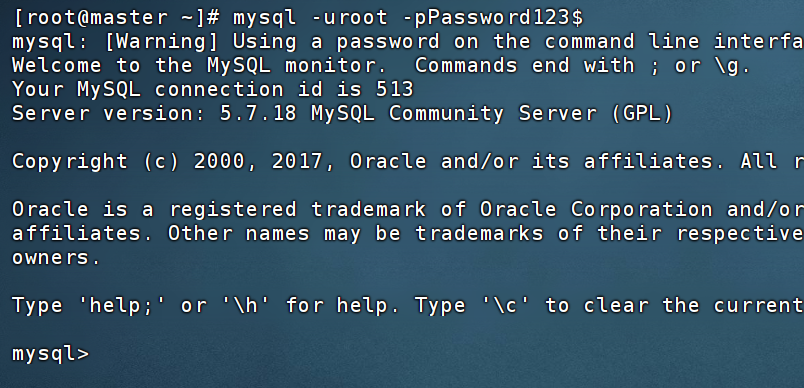 [root@master ~]# mysql -uroot -pPassword123$
mysql: [Warning] Using a password on the command line interfa
Welcome to the MySQL monitor.  Commands end with ; or \g.
Your MySQL connection id is 513
Server version: 5.7.18 MySQL Community Server (GPL)
Copyright (c) 2000, 2017, Oracle and/or its affiliates. All r
Oracle is a registered trademark of Oracle Corporation and/or
affiliates. Other names may be trademarks of their respective
owners.
Type 'help;' or '\h' for help. Type '\c' to clear the current
mysql>